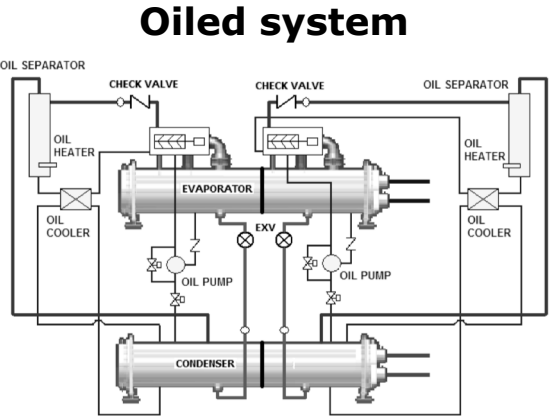 Oiled system
OIL SEPARATOR
CHECK VALVE
CHECK VALVE
OIL SEPARATOR
OIL
HEATER
OIL
HEATER
EVAPORATOR
OIL
COOLER
EXV
OIL
COOLER
OIL PUMP
OIL PUMP
CONDENSER